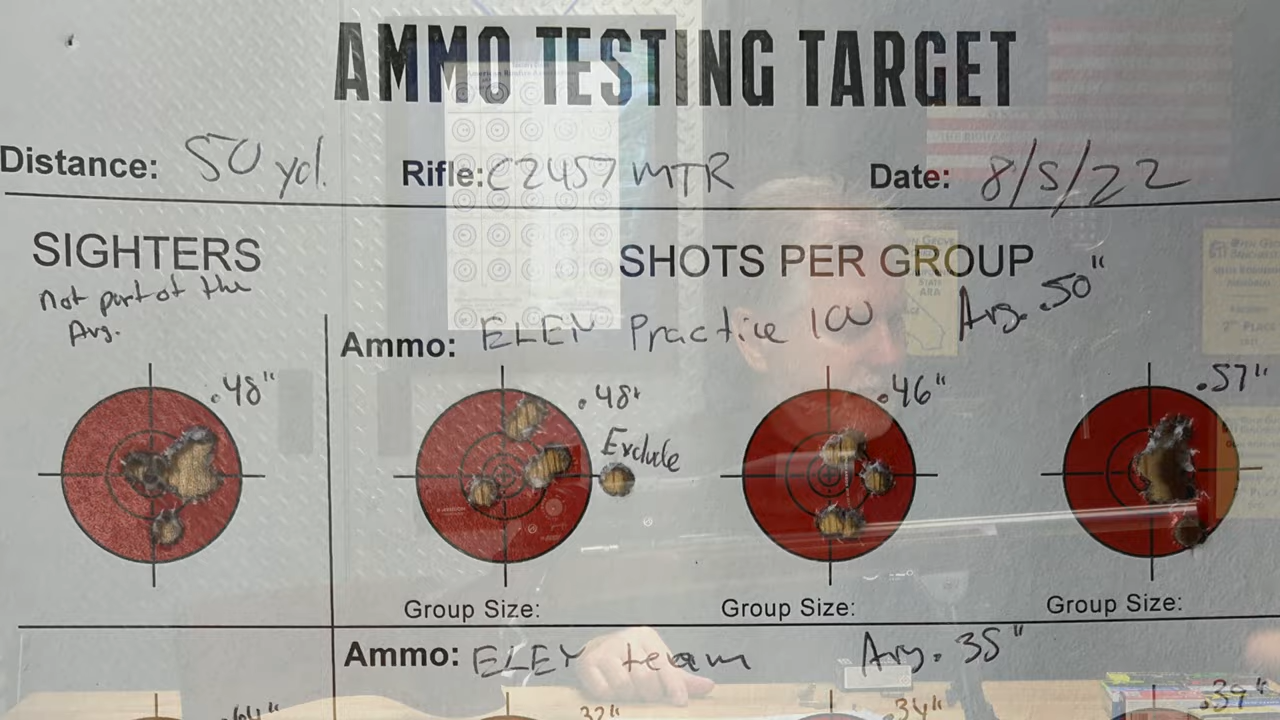 AMMO TESTING TARGET
Distance: 50 yd. Rifle: CZ457 MTR Date: 8/5/22
SIGHTERS SHOTS PER GROUP
Not part of the
Avg.
Ammo: ELEY Practice 100 Avg. .50"
.48" .48" .46" .57"
Exclude
Group Size: Group Size: Group Size:
Ammo: ELEY team Avg. 35"
.64" .32" .34" .39"